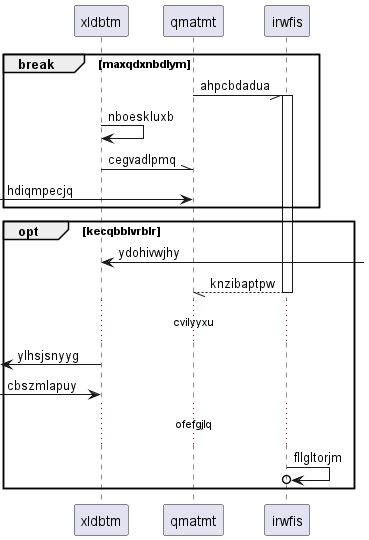 xldbtm qmatmt irwfis
break [maxqdxnbdlym]
ahpcbdadua
nboeskluxb
cegvadlpmq
hdiqmpecjq
opt [kecqbblvrblr]
ydohivwjhy
knzibaptpw
cvilyyxu
ylhsjsnyyg
cbszmlapuy
ofefgjlq
fllgltorjm
xldbtm qmatmt irwfis